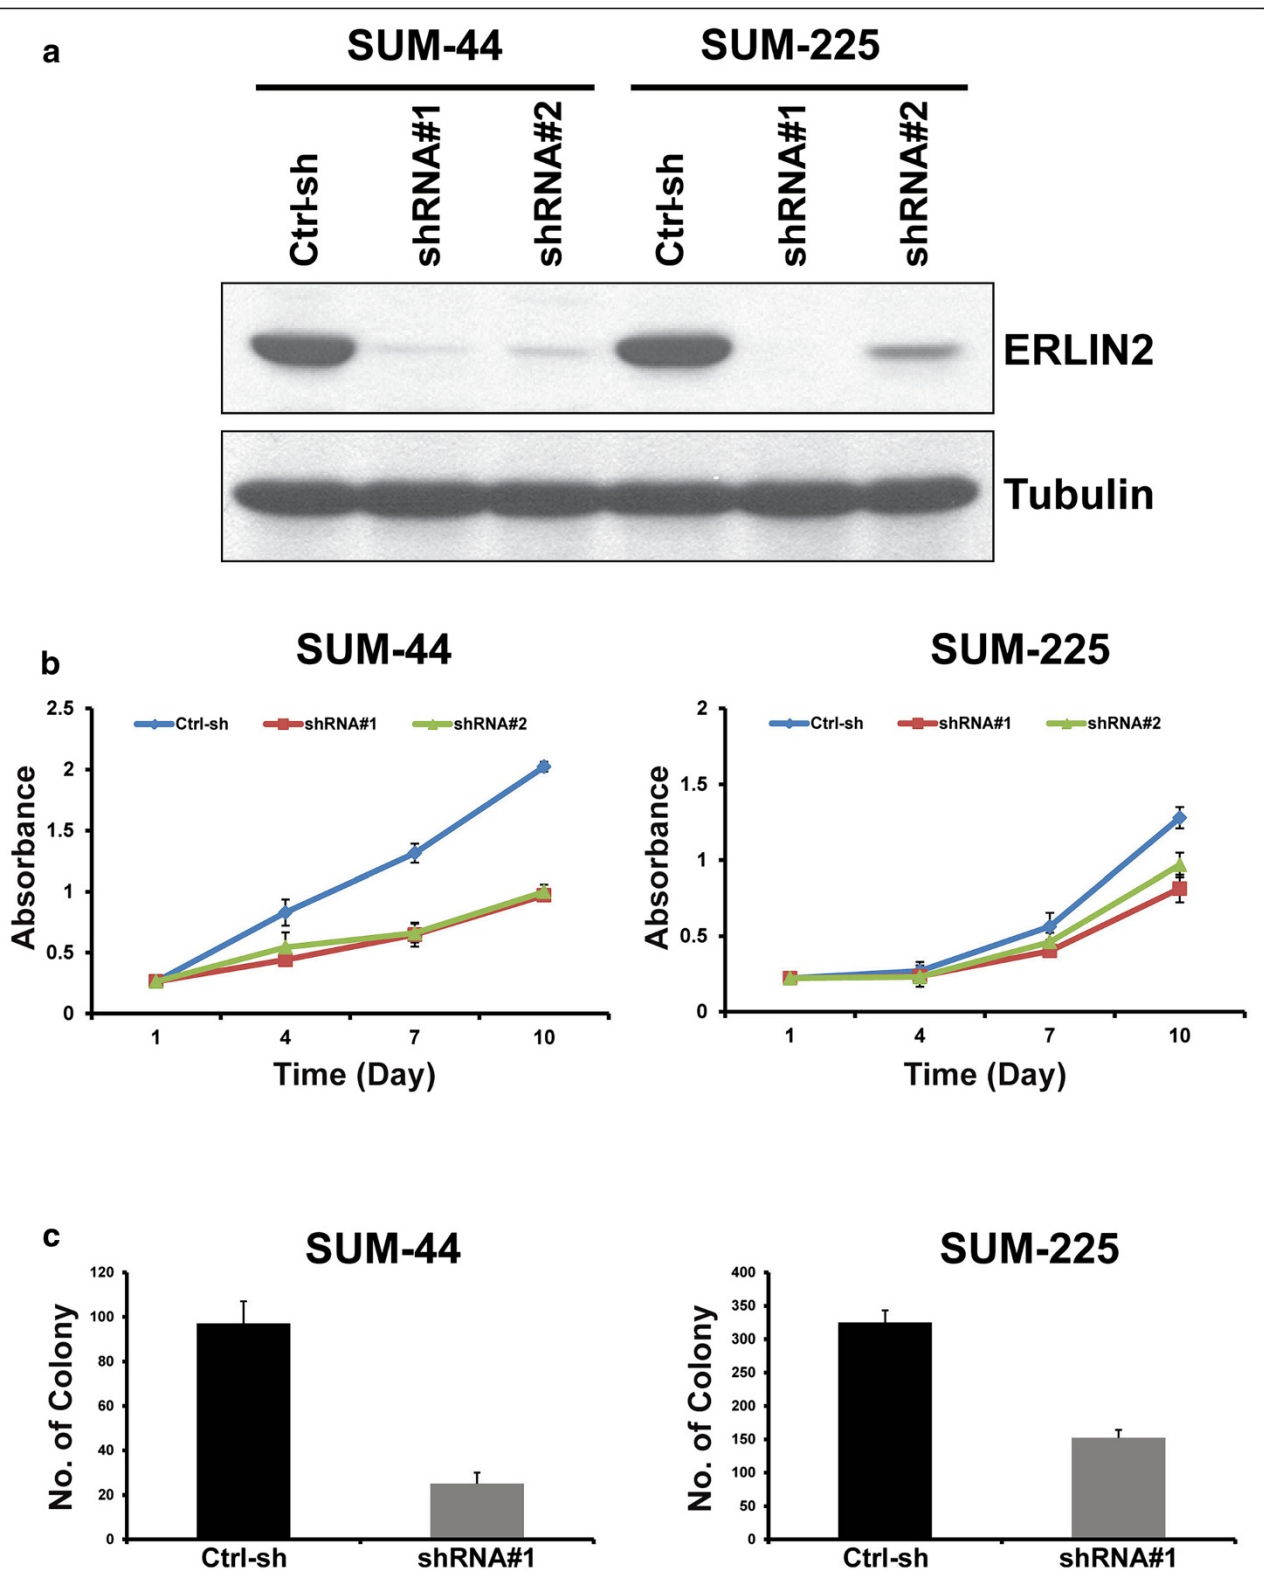 a
SUM-44 SUM-225
Ctrl-sh shRNA#1 shRNA#2 Ctrl-sh shRNA#1 shRNA#2
ERLIN2
Tubulin
b
SUM-44
2.5
2
1.5
1
0.5
0
Absorbance
Ctrl-sh shRNA#1 shRNA#2
1 4 7 10
Time (Day)
SUM-225
2
1.5
1
0.5
0
Absorbance
Ctrl-sh shRNA#1 shRNA#2
1 4 7 10
Time (Day)
c
SUM-44
120
100
80
60
40
20
0
No. of Colony
Ctrl-sh shRNA#1
SUM-225
400
350
300
250
200
150
100
50
0
No. of Colony
Ctrl-sh shRNA#1